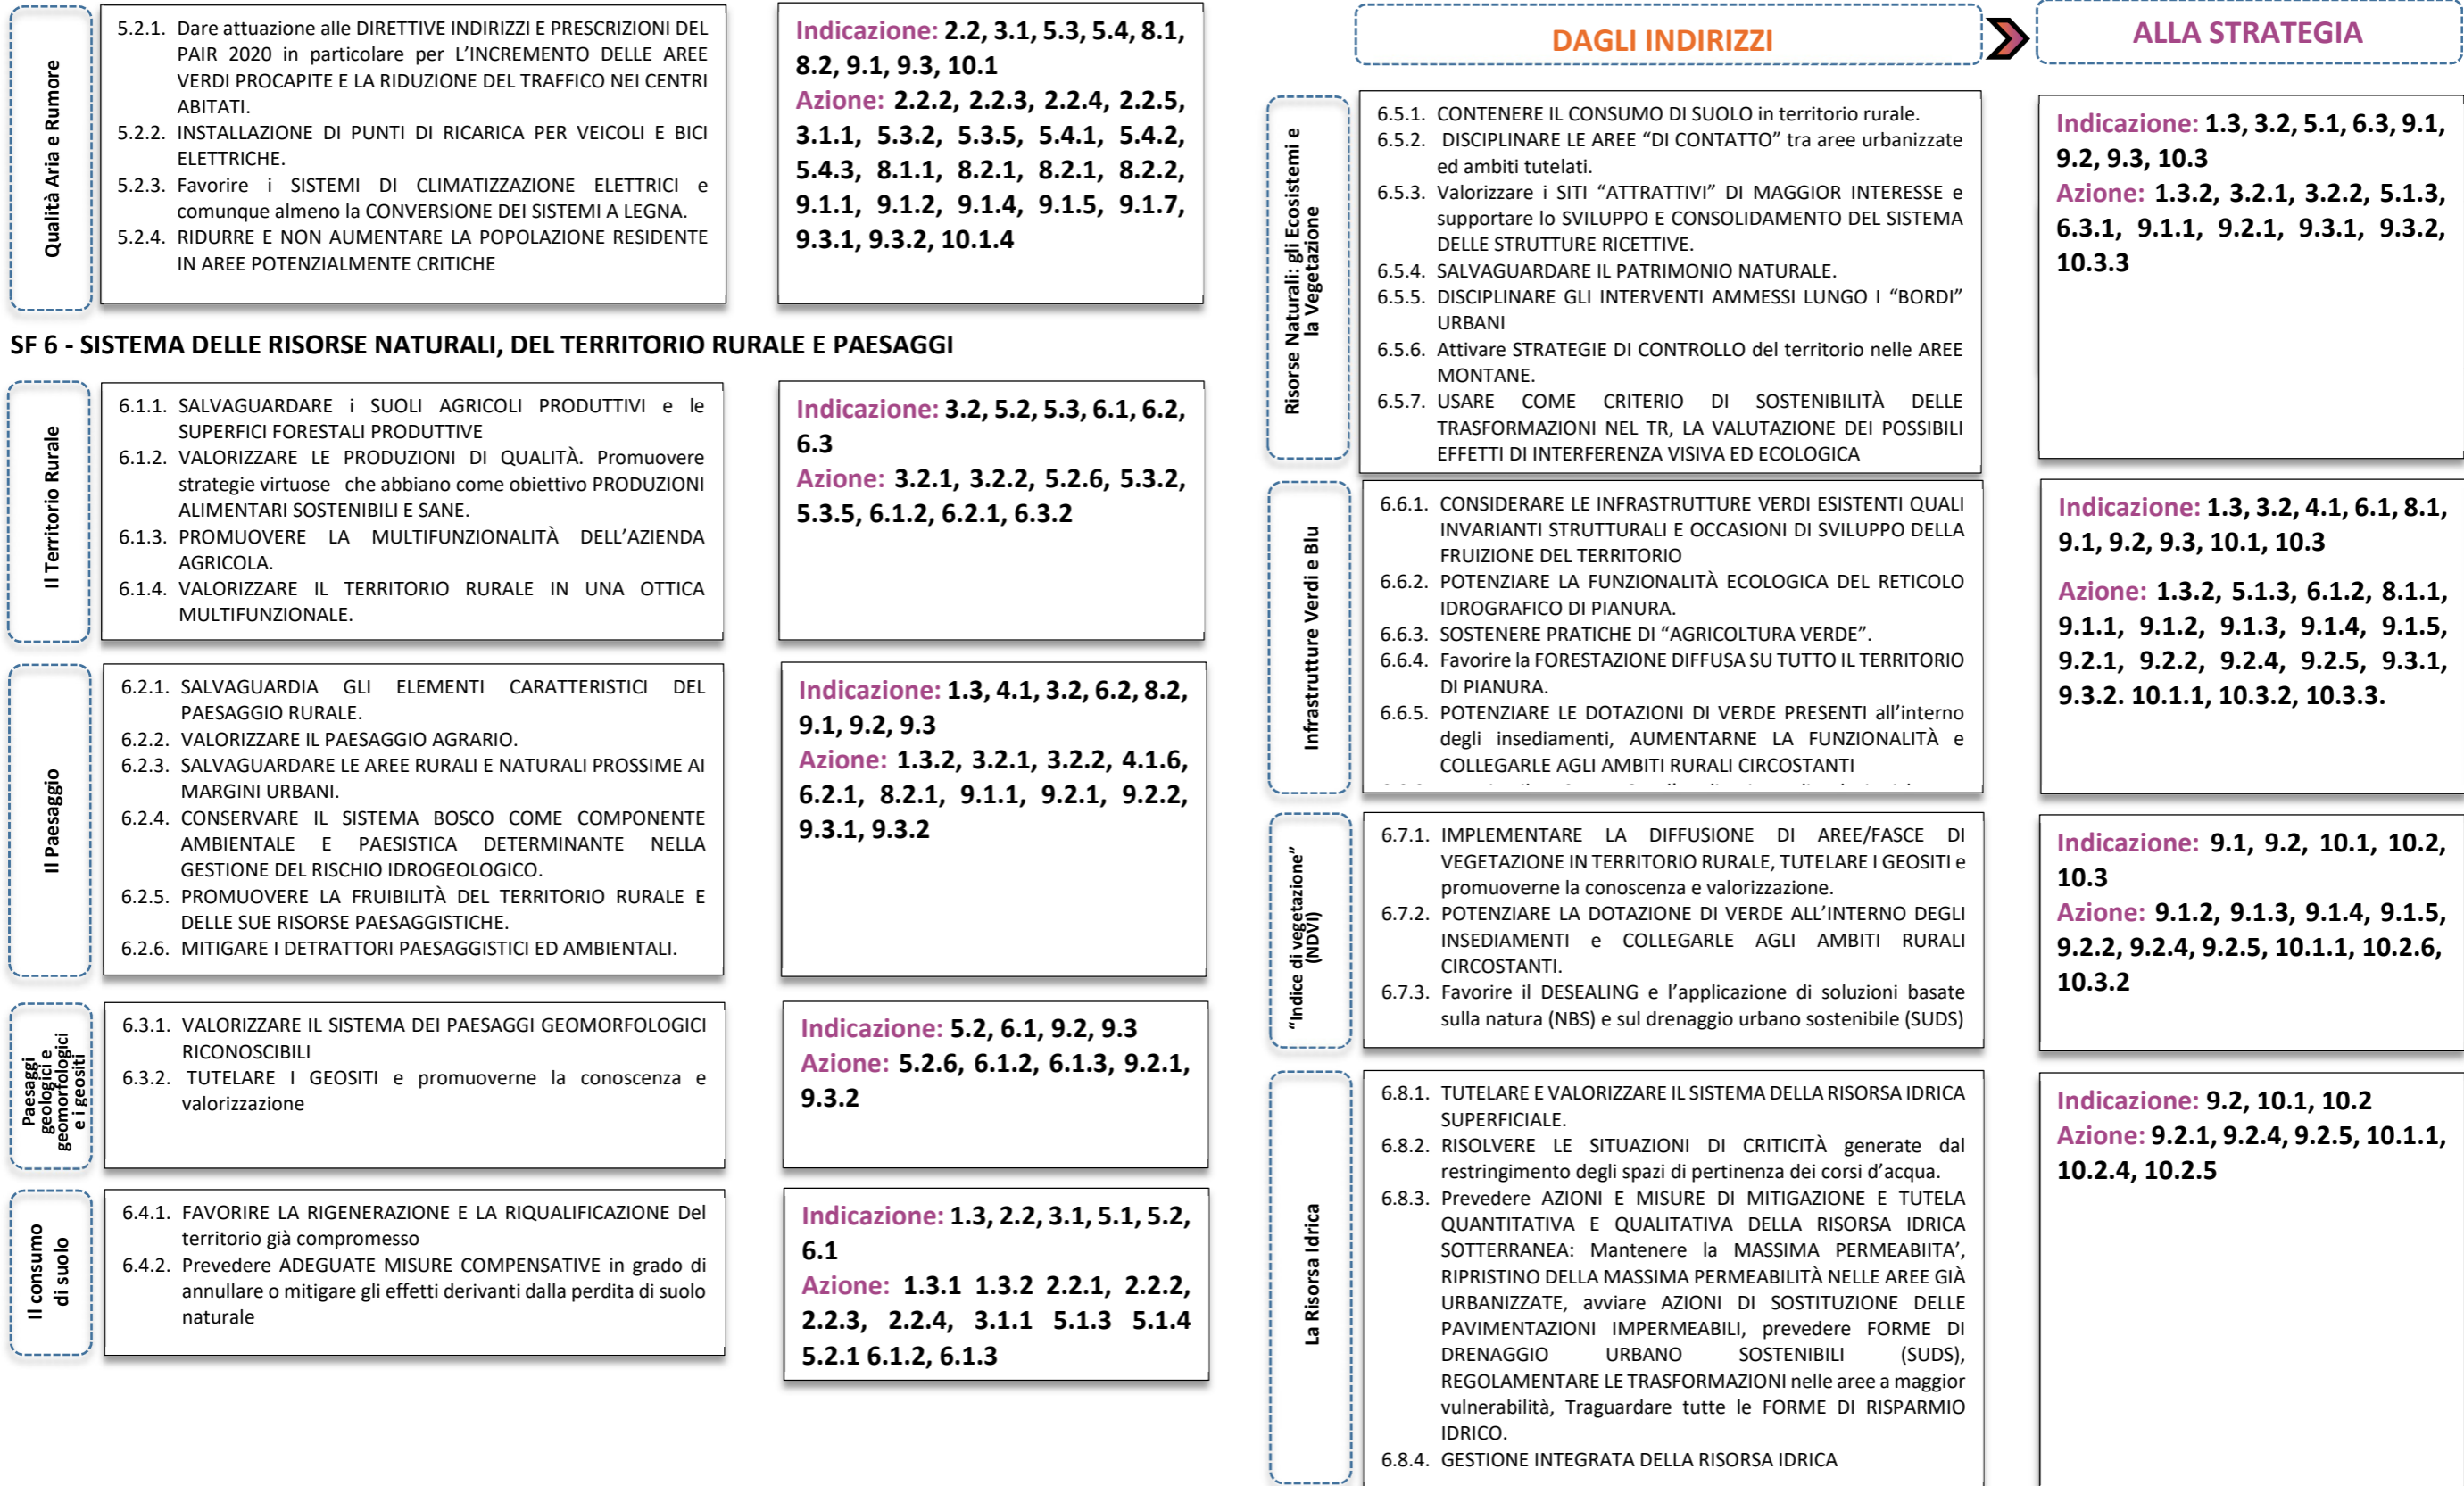 Qualità Aria e Rumore
5.2.1. Dare attuazione alle DIRETTIVE INDIRIZZI E PRESCRIZIONI DEL
PAIR 2020 in particolare per L'INCREMENTO DELLE AREE
VERDI PROCAPITE E LA RIDUZIONE DEL TRAFFICO NEI CENTRI
ABITATI.
5.2.2. INSTALLAZIONE DI PUNTI DI RICARICA PER VEICOLI E BICI
ELETTRICHE.
5.2.3. Favorire i SISTEMI DI CLIMATIZZAZIONE ELETTRICI e
comunque almeno la CONVERSIONE DEI SISTEMI A LEGNA.
5.2.4. RIDURRE E NON AUMENTARE LA POPOLAZIONE RESIDENTE
IN AREE POTENZIALMENTE CRITICHE
Indicazione: 2.2, 3.1, 5.3, 5.4, 8.1,
8.2, 9.1, 9.3, 10.1
Azione: 2.2.2, 2.2.3, 2.2.4, 2.2.5,
3.1.1, 5.3.2, 5.3.5, 5.4.1, 5.4.2,
5.4.3, 8.1.1, 8.2.1, 8.2.1, 8.2.2,
9.1.1, 9.1.2, 9.1.4, 9.1.5, 9.1.7,
9.3.1, 9.3.2, 10.1.4
SF 6 - SISTEMA DELLE RISORSE NATURALI, DEL TERRITORIO RURALE E PAESAGGI
Il Territorio Rurale
6.1.1. SALVAGUARDARE i SUOLI AGRICOLI PRODUTTIVI e le
SUPERFICI FORESTALI PRODUTTIVE
6.1.2. VALORIZZARE LE PRODUZIONI DI QUALITÀ. Promuovere
strategie virtuose che abbiano come obiettivo PRODUZIONI
ALIMENTARI SOSTENIBILI E SANE.
6.1.3. PROMUOVERE LA MULTIFUNZIONALITÀ DELL'AZIENDA
AGRICOLA.
6.1.4. VALORIZZARE IL TERRITORIO RURALE IN UNA OTTICA
MULTIFUNZIONALE.
Indicazione: 3.2, 5.2, 5.3, 6.1, 6.2,
6.3
Azione: 3.2.1, 3.2.2, 5.2.6, 5.3.2,
5.3.5, 6.1.2, 6.2.1, 6.3.2
Il Paesaggio
6.2.1. SALVAGUARDIA GLI ELEMENTI CARATTERISTICI DEL
PAESAGGIO RURALE.
6.2.2. VALORIZZARE IL PAESAGGIO AGRARIO.
6.2.3. SALVAGUARDARE LE AREE RURALI E NATURALI PROSSIME AI
MARGINI URBANI.
6.2.4. CONSERVARE IL SISTEMA BOSCO COME COMPONENTE
AMBIENTALE E PAESISTICA DETERMINANTE NELLA
GESTIONE DEL RISCHIO IDROGEOLOGICO.
6.2.5. PROMUOVERE LA FRUIBILITÀ DEL TERRITORIO RURALE E
DELLE SUE RISORSE PAESAGGISTICHE.
6.2.6. MITIGARE I DETRATTORI PAESAGGISTICI ED AMBIENTALI.
Indicazione: 1.3, 4.1, 3.2, 6.2, 8.2,
9.1, 9.2, 9.3
Azione: 1.3.2, 3.2.1, 3.2.2, 4.1.6,
6.2.1, 8.2.1, 9.1.1, 9.2.1, 9.2.2,
9.3.1, 9.3.2
Paesaggi
geologici e
geomorfologici
e i geositi
6.3.1. VALORIZZARE IL SISTEMA DEI PAESAGGI GEOMORFOLOGICI
RICONOSCIBILI
6.3.2. TUTELARE I GEOSITI e promuoverne la conoscenza e
valorizzazione
Indicazione: 5.2, 6.1, 9.2, 9.3
Azione: 5.2.6, 6.1.2, 6.1.3, 9.2.1,
9.3.2
Il consumo
di suolo
6.4.1. FAVORIRE LA RIGENERAZIONE E LA RIQUALIFICAZIONE Del
territorio già compromesso
6.4.2. Prevedere ADEGUATE MISURE COMPENSATIVE in grado di
annullare o mitigare gli effetti derivanti dalla perdita di suolo
naturale
Indicazione: 1.3, 2.2, 3.1, 5.1, 5.2,
6.1
Azione: 1.3.1 1.3.2 2.2.1, 2.2.2,
2.2.3, 2.2.4, 3.1.1 5.1.3 5.1.4
5.2.1 6.1.2, 6.1.3
DAGLI INDIRIZZI
ALLA STRATEGIA
Risorse Naturali: gli Ecosistemi e
la Vegetazione
6.5.1. CONTENERE IL CONSUMO DI SUOLO in territorio rurale.
6.5.2. DISCIPLINARE LE AREE "DI CONTATTO" tra aree urbanizzate
ed ambiti tutelati.
6.5.3. Valorizzare i SITI "ATTRATTIVI" DI MAGGIOR INTERESSE e
supportare lo SVILUPPO E CONSOLIDAMENTO DEL SISTEMA
DELLE STRUTTURE RICETTIVE.
6.5.4. SALVAGUARDARE IL PATRIMONIO NATURALE.
6.5.5. DISCIPLINARE GLI INTERVENTI AMMESSI LUNGO I "BORDI"
URBANI
6.5.6. Attivare STRATEGIE DI CONTROLLO del territorio nelle AREE
MONTANE.
6.5.7. USARE COME CRITERIO DI SOSTENIBILITÀ DELLE
TRASFORMAZIONI NEL TR, LA VALUTAZIONE DEI POSSIBILI
EFFETTI DI INTERFERENZA VISIVA ED ECOLOGICA
Indicazione: 1.3, 3.2, 5.1, 6.3, 9.1,
9.2, 9.3, 10.3
Azione: 1.3.2, 3.2.1, 3.2.2, 5.1.3,
6.3.1, 9.1.1, 9.2.1, 9.3.1, 9.3.2,
10.3.3
Infrastrutture Verdi e Blu
6.6.1. CONSIDERARE LE INFRASTRUTTURE VERDI ESISTENTI QUALI
INVARIANTI STRUTTURALI E OCCASIONI DI SVILUPPO DELLA
FRUIZIONE DEL TERRITORIO
6.6.2. POTENZIARE LA FUNZIONALITÀ ECOLOGICA DEL RETICOLO
IDROGRAFICO DI PIANURA.
6.6.3. SOSTENERE PRATICHE DI "AGRICOLTURA VERDE".
6.6.4. Favorire la FORESTAZIONE DIFFUSA SU TUTTO IL TERRITORIO
DI PIANURA.
6.6.5. POTENZIARE LE DOTAZIONI DI VERDE PRESENTI all'interno
degli insediamenti, AUMENTARNE LA FUNZIONALITÀ e
COLLEGARLE AGLI AMBITI RURALI CIRCOSTANTI
Indicazione: 1.3, 3.2, 4.1, 6.1, 8.1,
9.1, 9.2, 9.3, 10.1, 10.3
Azione: 1.3.2, 5.1.3, 6.1.2, 8.1.1,
9.1.1, 9.1.2, 9.1.3, 9.1.4, 9.1.5,
9.2.1, 9.2.2, 9.2.4, 9.2.5, 9.3.1,
9.3.2. 10.1.1, 10.3.2, 10.3.3.
"Indice di vegetazione"
(NDVI)
6.7.1. IMPLEMENTARE LA DIFFUSIONE DI AREE/FASCE DI
VEGETAZIONE IN TERRITORIO RURALE, TUTELARE I GEOSITI e
promuoverne la conoscenza e valorizzazione.
6.7.2. POTENZIARE LA DOTAZIONE DI VERDE ALL'INTERNO DEGLI
INSEDIAMENTI e COLLEGARLE AGLI AMBITI RURALI
CIRCOSTANTI.
6.7.3. Favorire il DESEALING e l'applicazione di soluzioni basate
sulla natura (NBS) e sul drenaggio urbano sostenibile (SUDS)
Indicazione: 9.1, 9.2, 10.1, 10.2,
10.3
Azione: 9.1.2, 9.1.3, 9.1.4, 9.1.5,
9.2.2, 9.2.4, 9.2.5, 10.1.1, 10.2.6,
10.3.2
La Risorsa Idrica
6.8.1. TUTELARE E VALORIZZARE IL SISTEMA DELLA RISORSA IDRICA
SUPERFICIALE.
6.8.2. RISOLVERE LE SITUAZIONI DI CRITICITÀ generate dal
restringimento degli spazi di pertinenza dei corsi d'acqua.
6.8.3. Prevedere AZIONI E MISURE DI MITIGAZIONE E TUTELA
QUANTITATIVA E QUALITATIVA DELLA RISORSA IDRICA
SOTTERRANEA: Mantenere la MASSIMA PERMEABIITA',
RIPRISTINO DELLA MASSIMA PERMEABILITÀ NELLE AREE GIÀ
URBANIZZATE, avviare AZIONI DI SOSTITUZIONE DELLE
PAVIMENTAZIONI IMPERMEABILI, prevedere FORME DI
DRENAGGIO URBANO SOSTENIBILI (SUDS),
REGOLAMENTARE LE TRASFORMAZIONI nelle aree a maggior
vulnerabilità, Traguardare tutte le FORME DI RISPARMIO
IDRICO.
6.8.4. GESTIONE INTEGRATA DELLA RISORSA IDRICA
Indicazione: 9.2, 10.1, 10.2
Azione: 9.2.1, 9.2.4, 9.2.5, 10.1.1,
10.2.4, 10.2.5